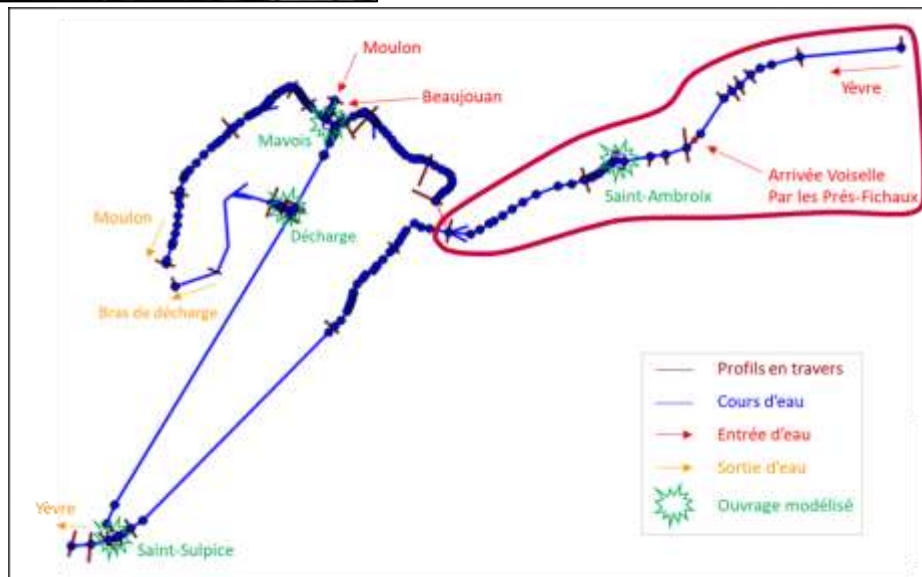 Moulon
Beaujouan
Mavois
Yèvre
Arrivée Voiselle
Par les Prés-Fichaux
Saint-Ambroix
Moulon
Décharge
Bras de décharge
Profils en travers
Cours d'eau
Entrée d'eau
Sortie d'eau
Ouvrage modélisé
Yèvre
Saint-Sulpice